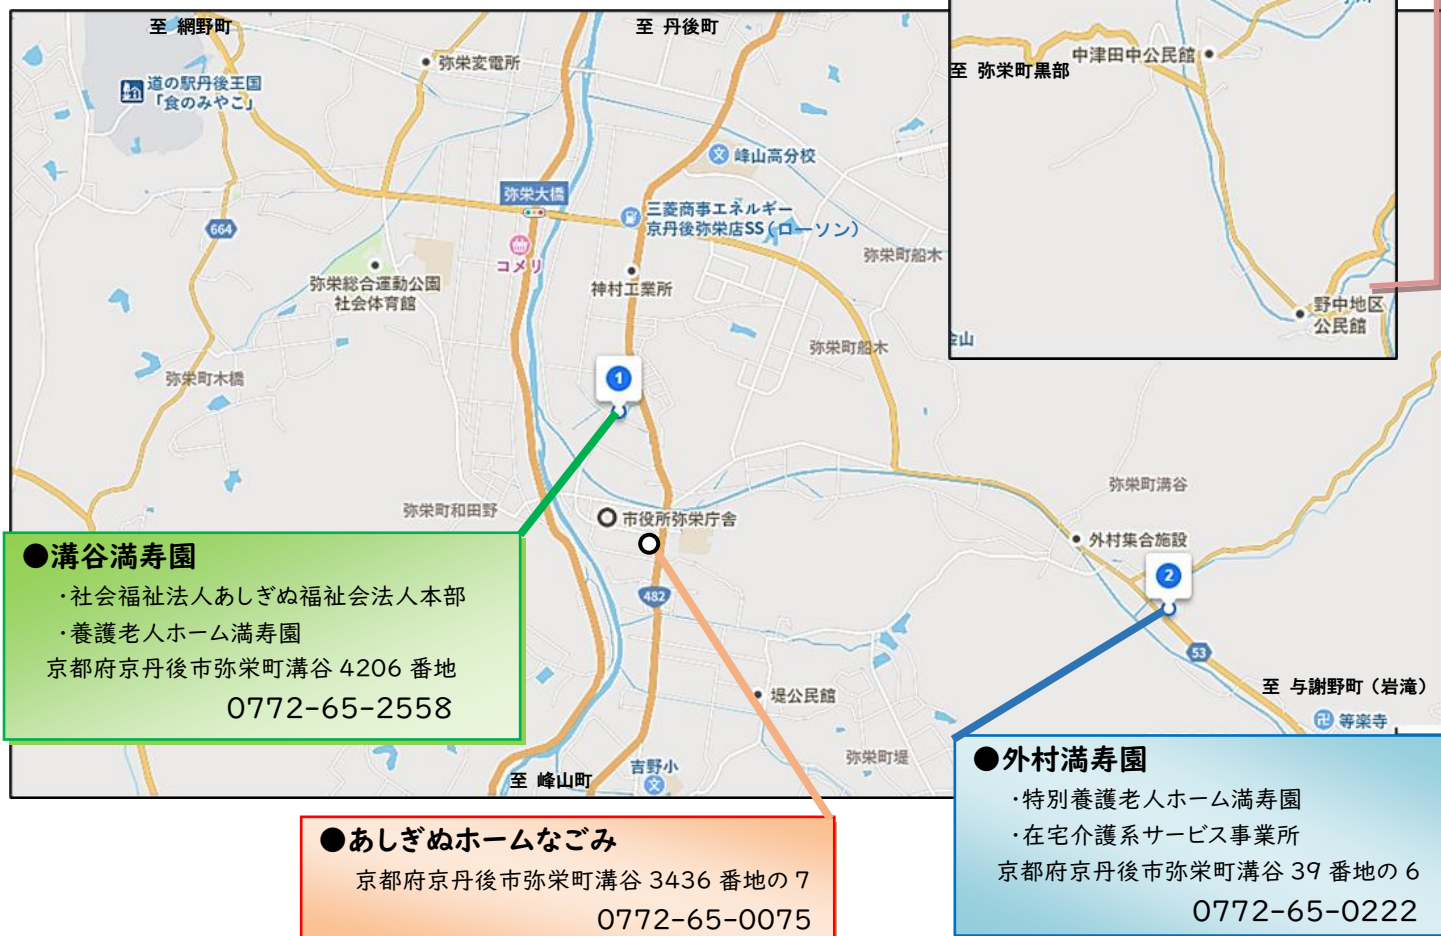 至 網野町
至 丹後町
弥栄変電所
道の駅丹後王国
「食のみやこ」
中津田中公民館
至 弥栄町黒部
峰山高分校
弥栄大橋
三菱商事エネルギー
京丹後弥栄店SS(ローソン)
664
コメリ
弥栄町船木
弥栄総合運動公園
社会体育館
神村工業所
野中地区
公民館
弥栄町船木
弥栄町木橋
1
弥栄町溝谷
弥栄町和田野
市役所弥栄庁舎
外村集合施設
2
482
53
至 与謝野町(岩滝)
等楽寺
堤公民館
弥栄町堤
吉野小
至 峰山町
●溝谷満寿園
・社会福祉法人あしぎぬ福祉会法人本部
・養護老人ホーム満寿園
京都府京丹後市弥栄町溝谷 4206 番地
0772-65-2558
●あしぎぬホームなごみ
京都府京丹後市弥栄町溝谷 3436 番地の 7
0772-65-0075
●外村満寿園
・特別養護老人ホーム満寿園
・在宅介護系サービス事業所
京都府京丹後市弥栄町溝谷 39 番地の 6
0772-65-0222